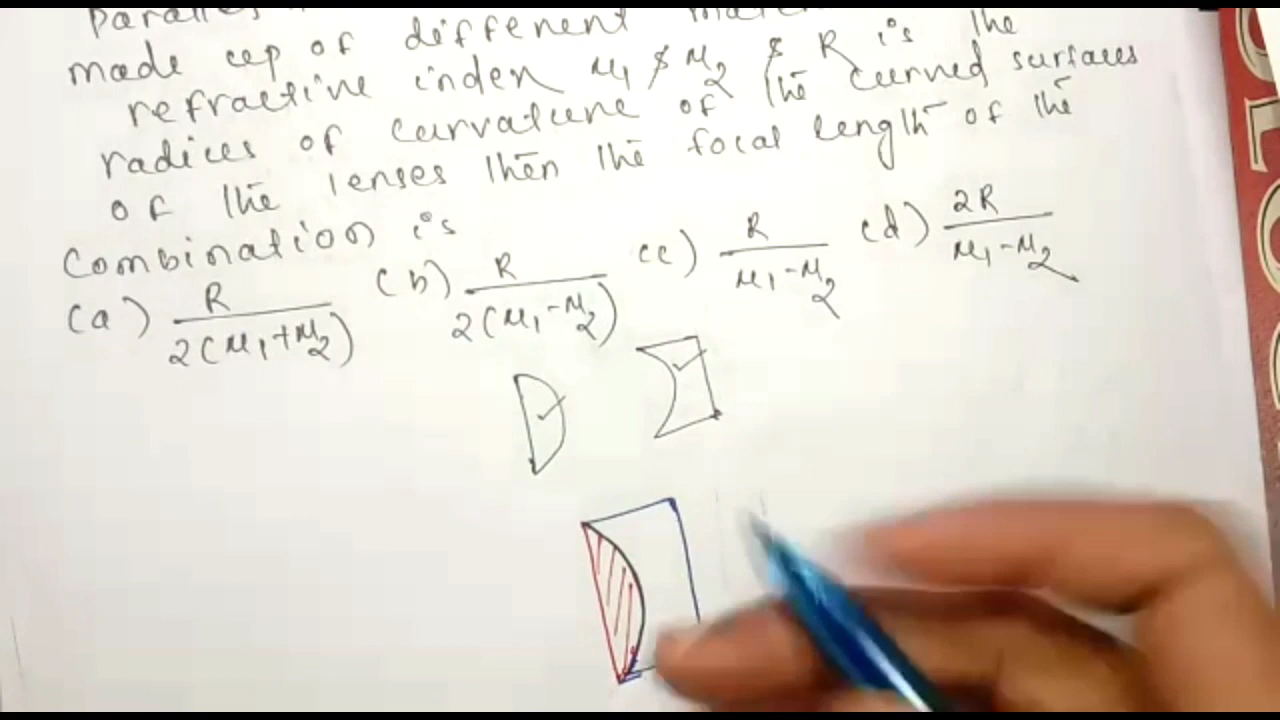 made up of different
refractive index μ₁ & μ₂ & R is the
radius of curvature of the curved surfaces
of the lenses then the focal length of the
combination is
(a) R / 2(μ₁+μ₂) (b) R / 2(μ₁-μ₂) (c) R / μ₁-μ₂ (d) 2R / μ₁-μ₂